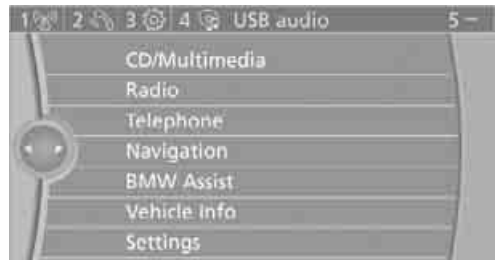 1 2 3 4 USB audio 5
CD/Multimedia
Radio
Telephone
Navigation
BMW Assist
Vehicle Info
Settings